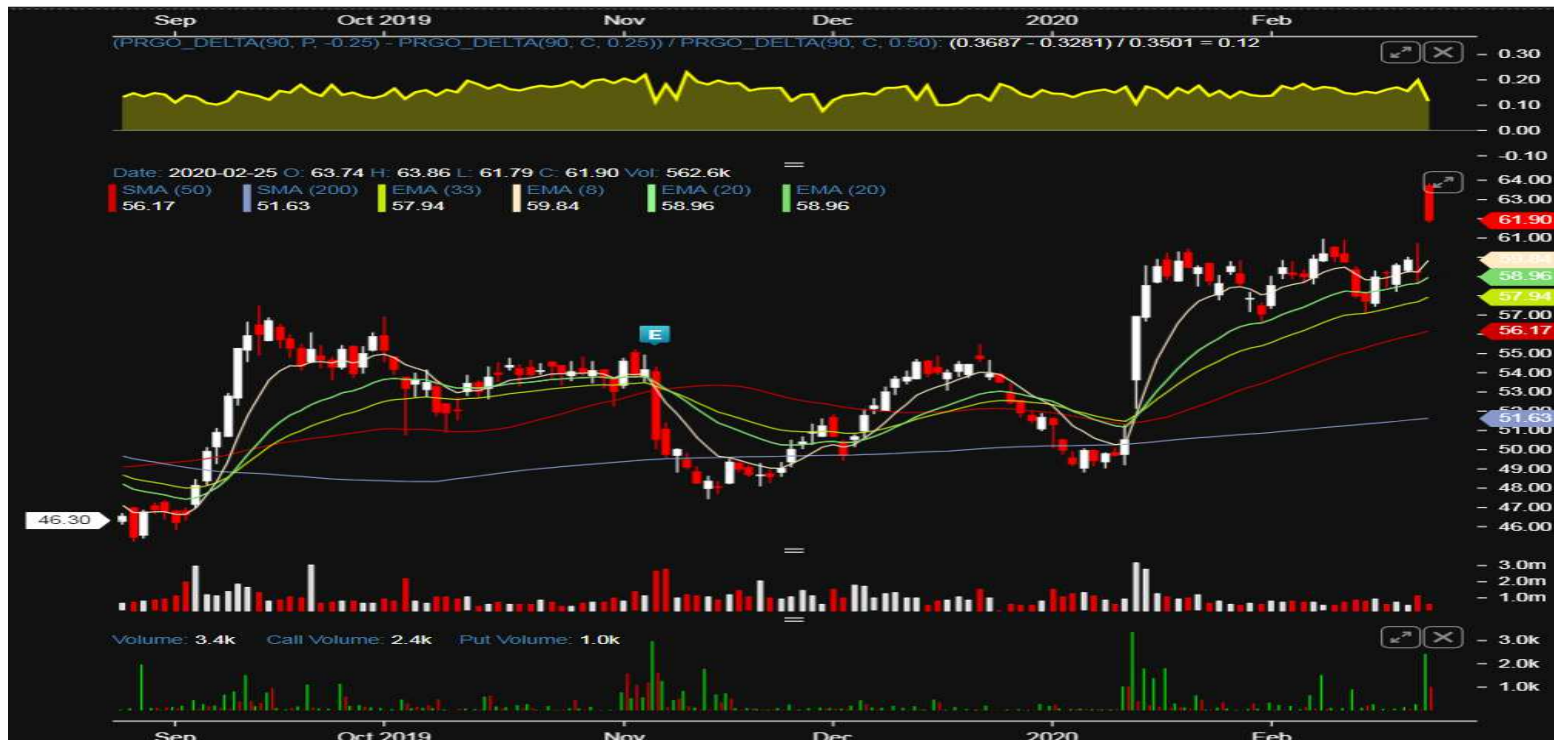 Sep Oct 2019 Nov Dec 2020 Feb
(PRGO_DELTA(90, P, -0.25) - PRGO_DELTA(90, C, 0.25)) / PRGO_DELTA(90, C, 0.50): (0.3687 - 0.3281) / 0.3501 = 0.12
0.30
0.20
0.10
0.00
-0.10
Date: 2020-02-25 O: 63.74 H: 63.86 L: 61.79 C: 61.90 Vol: 562.6k
SMA (50) SMA (200) EMA (33) EMA (8) EMA (20) EMA (20)
56.17 51.63 57.94 59.84 58.96 58.96
64.00
63.00
61.90
61.00
59.84
58.96
57.94
57.00
56.17
55.00
54.00
53.00
52.00
51.63
51.00
50.00
49.00
48.00
47.00
46.00
E
46.30
3.0m
2.0m
1.0m
Volume: 3.4k Call Volume: 2.4k Put Volume: 1.0k
3.0k
2.0k
1.0k
Sep Oct 2019 Nov Dec 2020 Feb